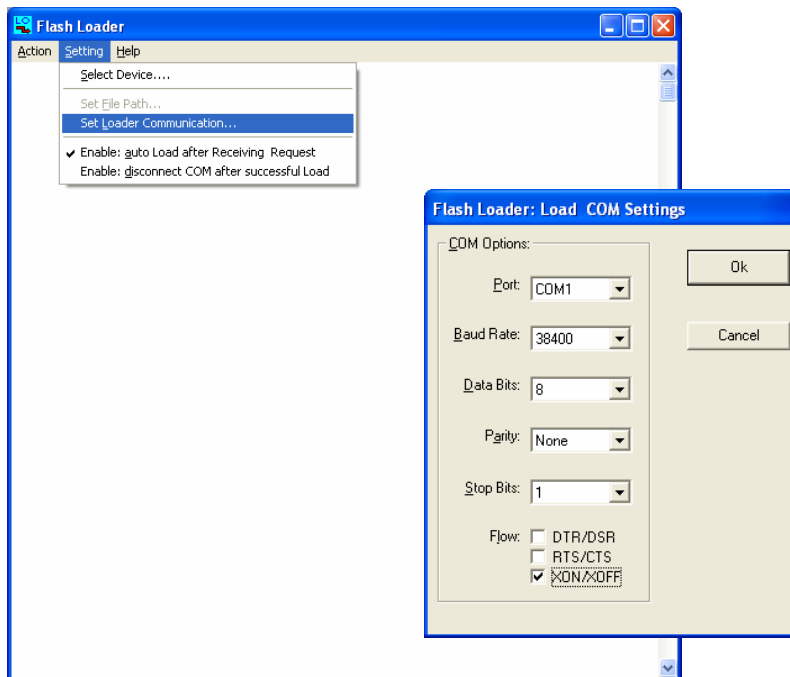 Flash Loader
Action Setting Help
Select Device....
Set File Path...
Set Loader Communication...
Enable: auto Load after Receiving Request
Enable: disconnect COM after successful Load
Flash Loader: Load COM Settings
COM Options:
Port: COM1
Baud Rate: 38400
Data Bits: 8
Parity: None
Stop Bits: 1
Flow: DTR/DSR
RTS/CTS
XON/XOFF
Ok
Cancel